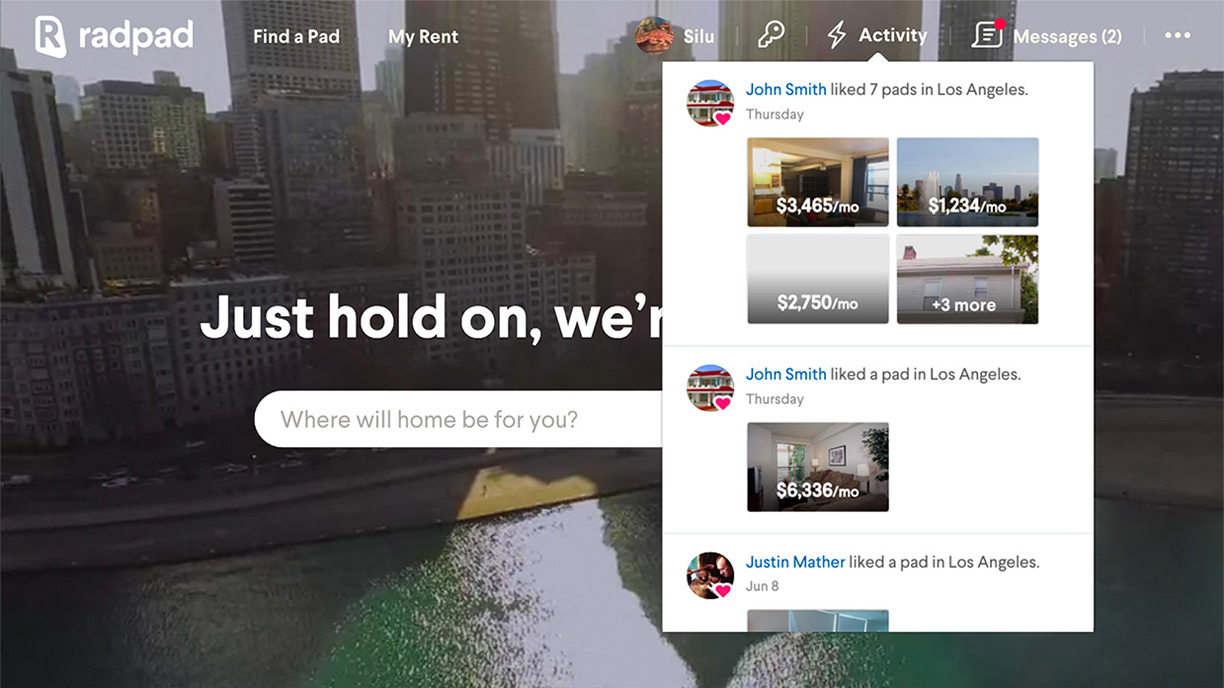 radpad
Find a Pad
My Rent
Silu
Activity
Messages (2)
Just hold on,
Where will home be for you?
John Smith liked 7 pads in Los Angeles.
Thursday
$3,465/mo
$1,234/mo
$2,750/mo
+3 more
John Smith liked a pad in Los Angeles.
Thursday
$6,336/mo
Justin Mather liked a pad in Los Angeles.
Jun 8